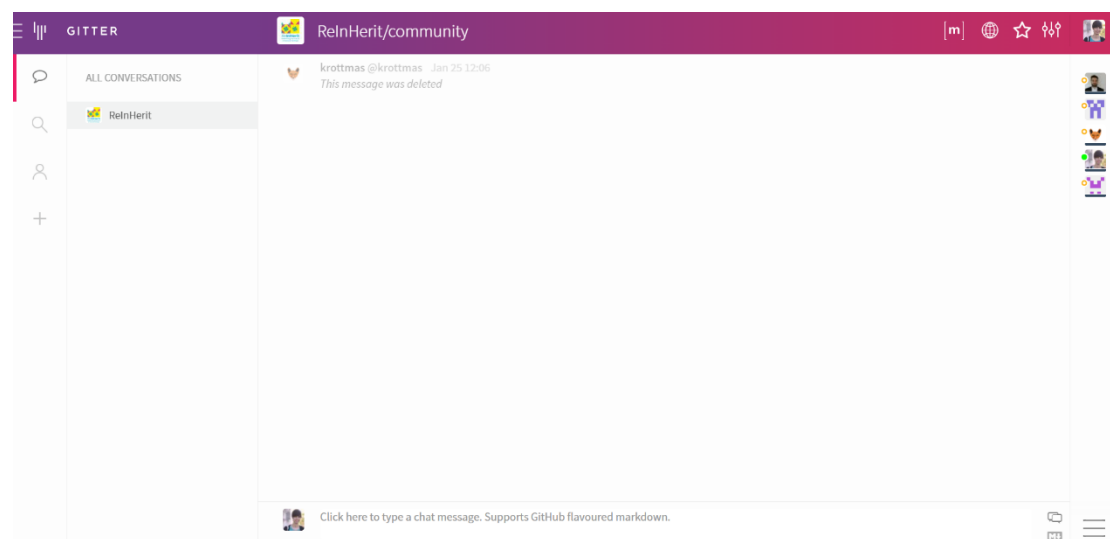 GITTER
ReInHerit/community
[m]
ALL CONVERSATIONS
ReInHerit
krottmas @krottmas Jan 25 12:06
This message was deleted
Click here to type a chat message. Supports GitHub flavoured markdown.